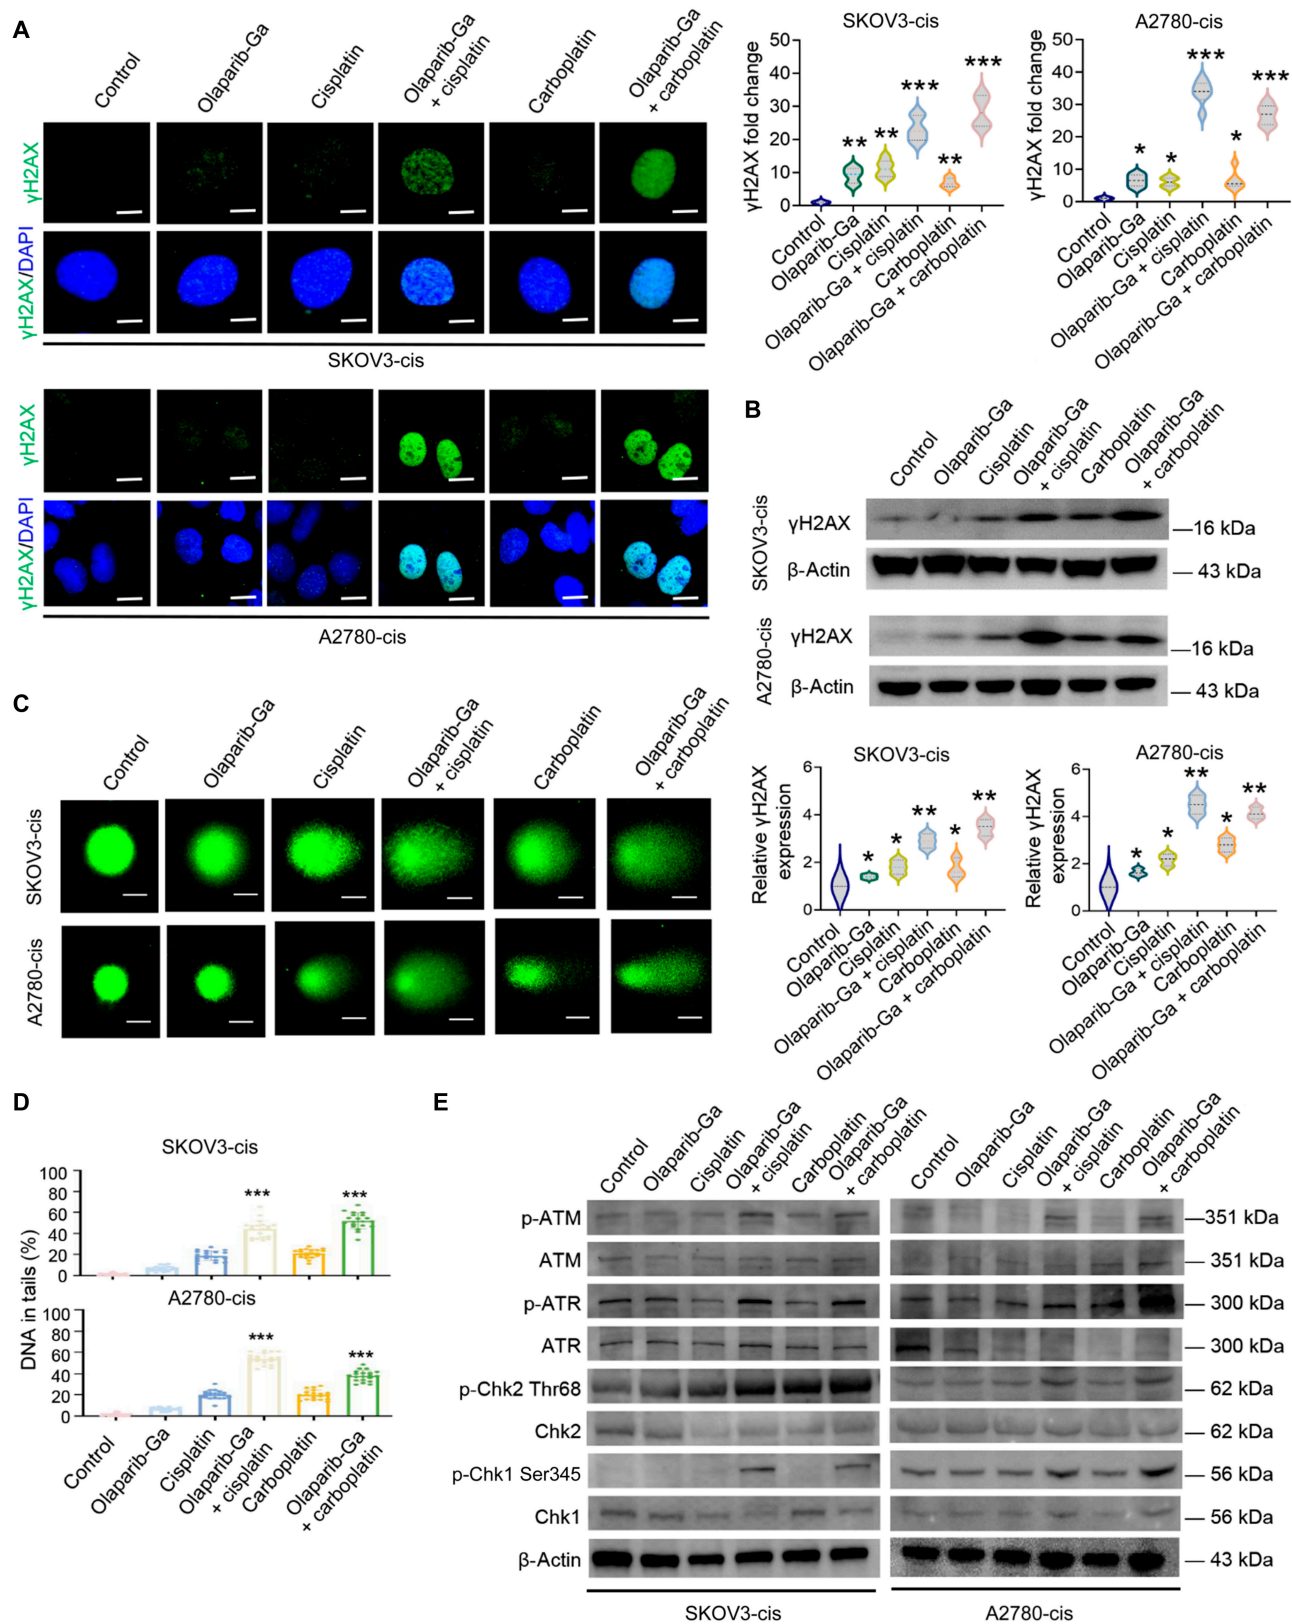 A
Control
Olaparib-Ga
Cisplatin
Olaparib-Ga
+ cisplatin
Carboplatin
Olaparib-Ga
+ carboplatin
γH2AX
γH2AX/DAPI
SKOV3-cis
γH2AX
γH2AX/DAPI
A2780-cis
SKOV3-cis
γH2AX fold change
50
40
30
20
10
0
**
**
***
**
***
Control
Olaparib-Ga
Cisplatin
Olaparib-Ga + cisplatin
Carboplatin
Olaparib-Ga + carboplatin
A2780-cis
γH2AX fold change
50
40
30
20
10
0
*
*
***
*
***
Control
Olaparib-Ga
Cisplatin
Olaparib-Ga + cisplatin
Carboplatin
Olaparib-Ga + carboplatin
B
Control
Olaparib-Ga
Cisplatin
Olaparib-Ga
+ cisplatin
Carboplatin
Olaparib-Ga
+ carboplatin
SKOV3-cis
γH2AX
16 kDa
β-Actin
43 kDa
A2780-cis
γH2AX
16 kDa
β-Actin
43 kDa
SKOV3-cis
Relative γH2AX
expression
6
4
2
0
*
*
**
*
**
Control
Olaparib-Ga
Cisplatin
Olaparib-Ga + cisplatin
Carboplatin
Olaparib-Ga + carboplatin
A2780-cis
Relative γH2AX
expression
6
4
2
0
*
*
**
*
**
Control
Olaparib-Ga
Cisplatin
Olaparib-Ga + cisplatin
Carboplatin
Olaparib-Ga + carboplatin
C
Control
Olaparib-Ga
Cisplatin
Olaparib-Ga
+ cisplatin
Carboplatin
Olaparib-Ga
+ carboplatin
SKOV3-cis
A2780-cis
D
SKOV3-cis
DNA in tails (%)
100
80
60
40
20
0
***
***
A2780-cis
100
80
60
40
20
0
***
***
Control
Olaparib-Ga
Cisplatin
Olaparib-Ga
+ cisplatin
Carboplatin
Olaparib-Ga
+ carboplatin
E
Control
Olaparib-Ga
Cisplatin
Olaparib-Ga
+ cisplatin
Carboplatin
Olaparib-Ga
+ carboplatin
Control
Olaparib-Ga
Cisplatin
Olaparib-Ga
+ cisplatin
Carboplatin
Olaparib-Ga
+ carboplatin
p-ATM
351 kDa
ATM
351 kDa
p-ATR
300 kDa
ATR
300 kDa
p-Chk2 Thr68
62 kDa
Chk2
62 kDa
p-Chk1 Ser345
56 kDa
Chk1
56 kDa
β-Actin
43 kDa
SKOV3-cis
A2780-cis